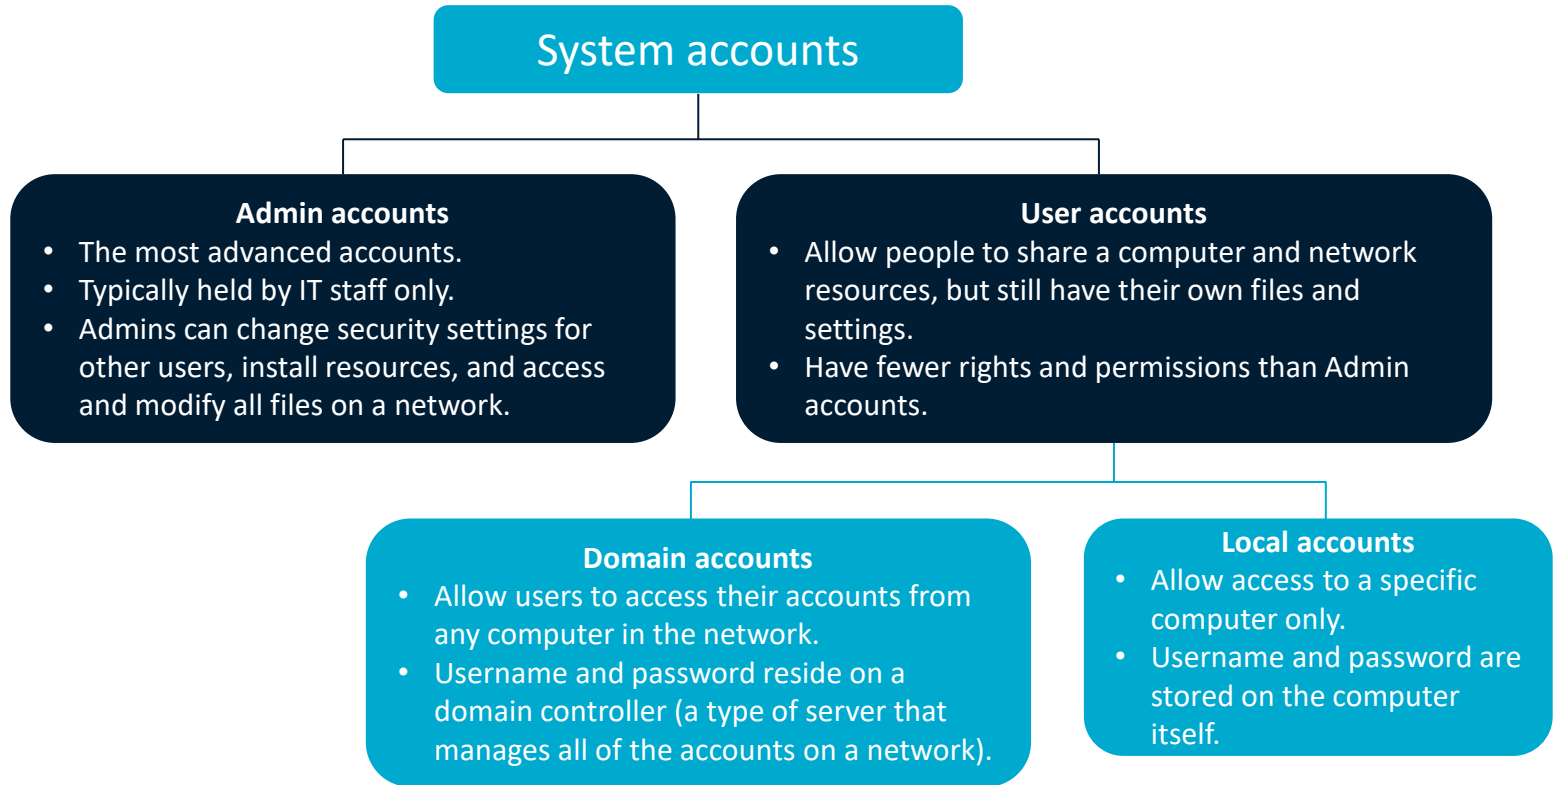 System accounts
Admin accounts
• The most advanced accounts.
• Typically held by IT staff only.
• Admins can change security settings for
other users, install resources, and access
and modify all files on a network.
User accounts
• Allow people to share a computer and network
resources, but still have their own files and
settings.
• Have fewer rights and permissions than Admin
accounts.
Domain accounts
• Allow users to access their accounts from
any computer in the network.
• Username and password reside on a
domain controller (a type of server that
manages all of the accounts on a network).
Local accounts
• Allow access to a specific
computer only.
• Username and password are
stored on the computer
itself.